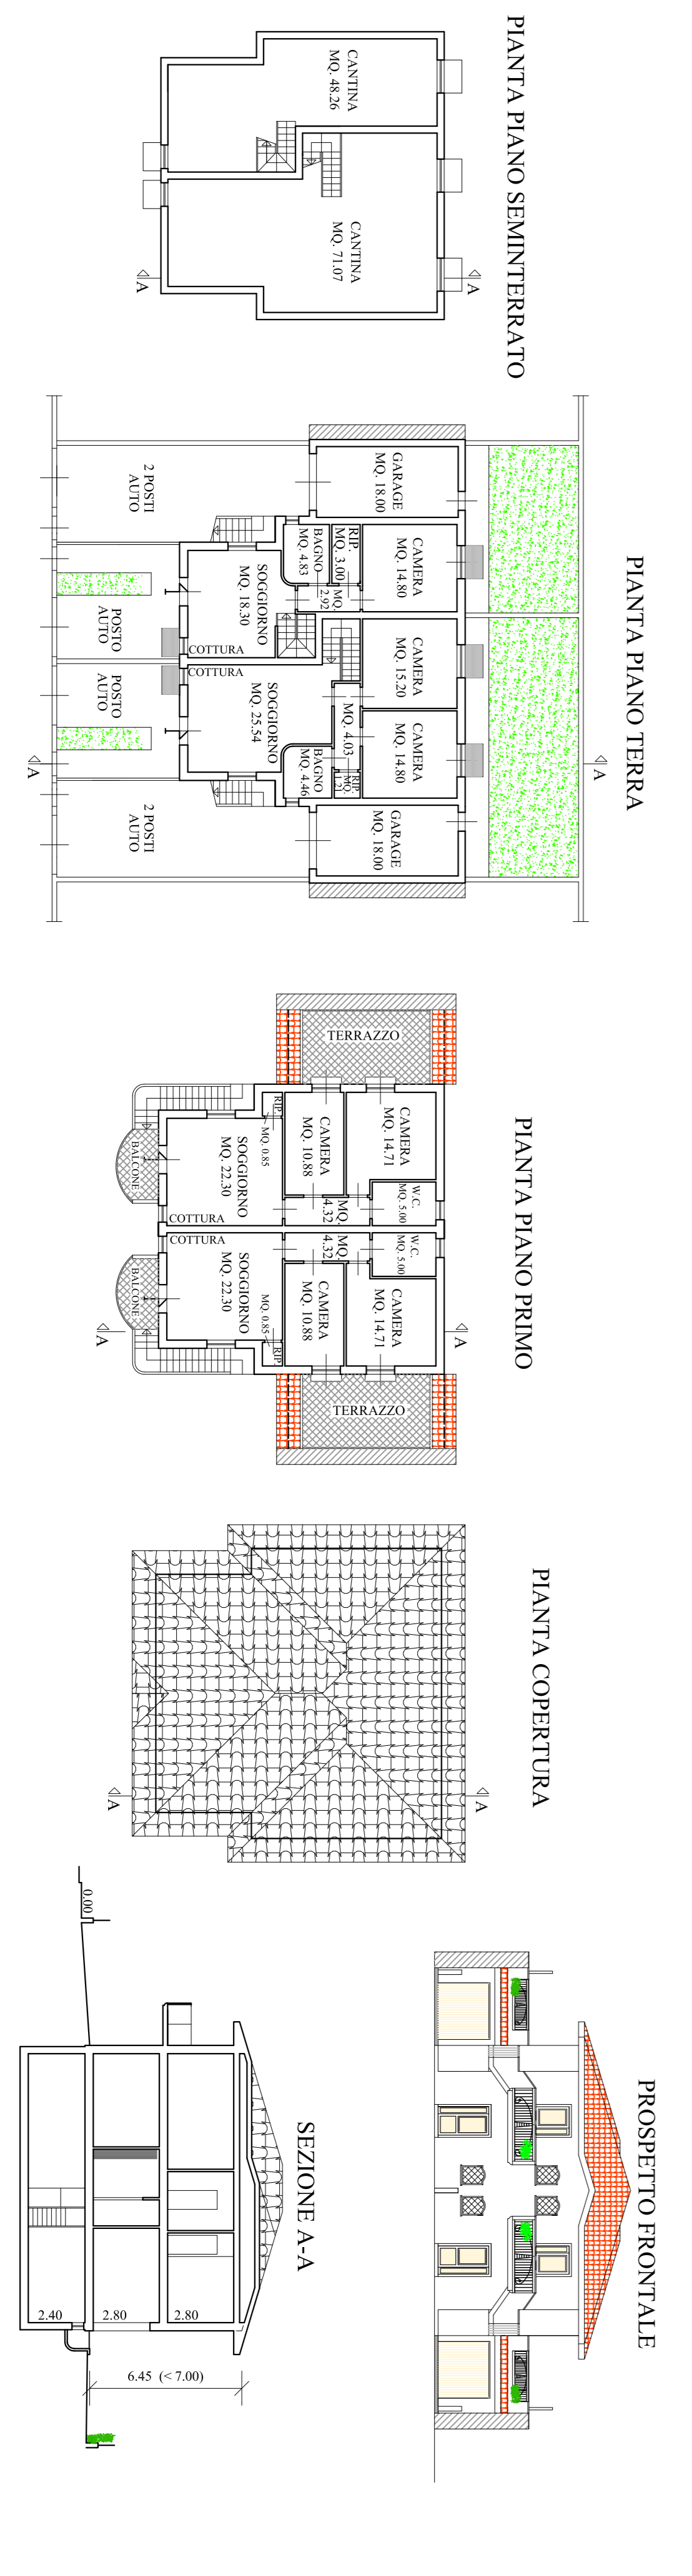 PIANTA PIANO SEMINTERRATO
CANTINA
MQ. 48.26
CANTINA
MQ. 71.07
A
A
PIANTA PIANO TERRA
GARAGE
MQ. 18.00
CAMERA
MQ. 14.80
CAMERA
MQ. 15.20
CAMERA
MQ. 14.80
GARAGE
MQ. 18.00
RIP.
MQ. 3.00
BAGNO
MQ. 4.83
MQ.
2.92
MQ. 4.03
RIP.
MQ.
1.21
BAGNO
MQ. 4.46
SOGGIORNO
MQ. 18.30
SOGGIORNO
MQ. 25.54
COTTURA
COTTURA
2 POSTI
AUTO
POSTO
AUTO
POSTO
AUTO
2 POSTI
AUTO
A
A
PIANTA PIANO PRIMO
TERRAZZO
CAMERA
MQ. 14.71
W.C.
MQ. 5.00
W.C.
MQ. 5.00
CAMERA
MQ. 14.71
TERRAZZO
CAMERA
MQ. 10.88
MQ.
4.32
MQ.
4.32
CAMERA
MQ. 10.88
RIP.
MQ. 0.85
MQ. 0.85
RIP.
SOGGIORNO
MQ. 22.30
SOGGIORNO
MQ. 22.30
COTTURA
COTTURA
BALCONE
BALCONE
A
A
PIANTA COPERTURA
A
A
PROSPETTO FRONTALE
SEZIONE A-A
0.00
2.80
2.80
2.40
6.45 (< 7.00)